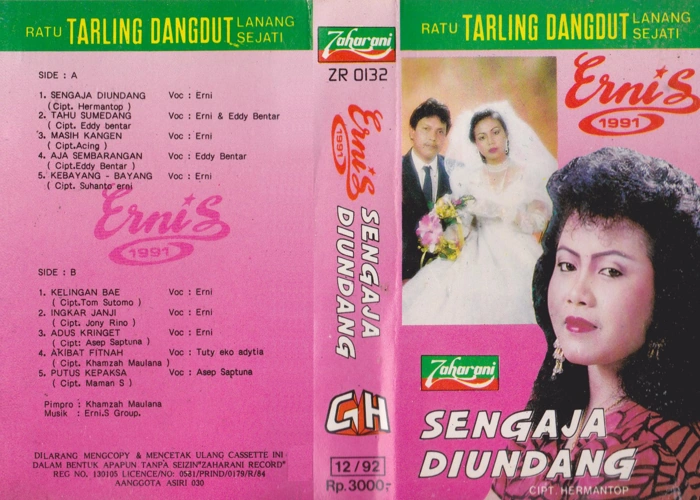 RATU TARLING DANGDUT LANANG SEJATI
SIDE : A
1. SENGAJA DIUNDANG Voc : Erni
( Cipt. Hermantop )
2. TAHU SUMEDANG Voc : Erni & Eddy Bentar
( Cipt. Eddy bentar
3. MASIH KANGEN Voc : Erni
( Cipt.Acing )
4. AJA SEMBARANGAN Voc : Eddy Bentar
( Cipt.Eddy Bentar )
5. KEBAYANG - BAYANG Voc : Erni
( Cipt. Suhanto erni
Erni S
1991
SIDE : B
1. KELINGAN BAE Voc : Erni
( Cipt.Tom Sutomo )
2. INGKAR JANJI Voc : Erni
( Cipt. Jony Rino )
3. ADUS KRINGET Voc : Erni
( Cipt: Asep Saptuna )
4. AKIBAT FITNAH Voc : Tuty eko adytia
( Cipt. Khamzah Maulana )
5. PUTUS KEPAKSA Voc : Asep Saptuna
( Cipt. Maman S )
Pimpro : Khamzah Maulana
Musik : Erni.S Group.
DILARANG MENGCOPY & MENCETAK ULANG CASSETTE INI
DALAM BENTUK APAPUN TANPA SEIZIN"ZAHARANI RECORD"
REG NO. 130105 LICENCE/NO: 0531/PRIND/0179/R/84
AANGGOTA ASIRI 030
Zaharani
ZR 0132
Erni S
1991
SENGAJA
DIUNDANG
GH
12/92
Rp.3000,-
RATU TARLING DANGDUT LANANG SEJATI
Erni S
1991
Zaharani
SENGAJA
DIUNDANG
CIPT. HERMANTOP